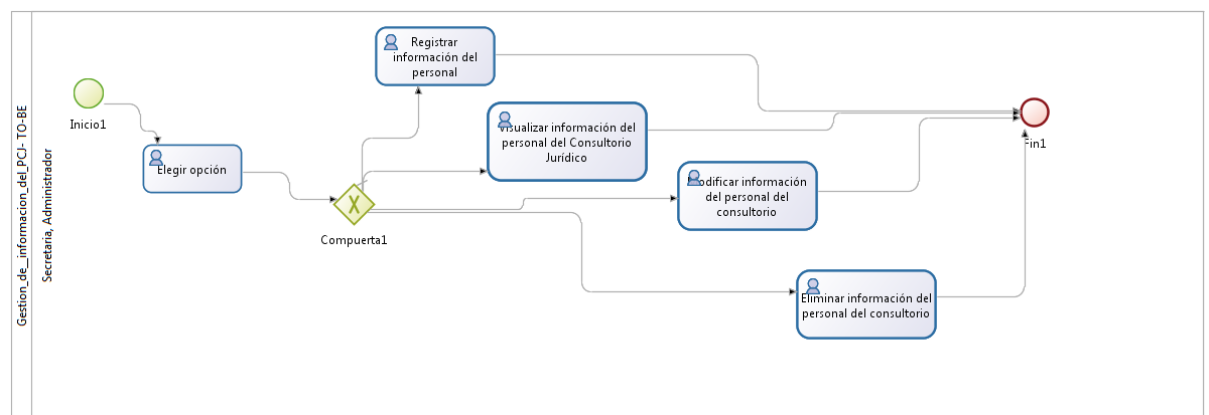 Gestion_de__informacion_del_PCJ- TO-BE
Secretaria, Administrador
Inicio1
Elegir opción
Compuerta1
Registrar
información del
personal
Visualizar información del
personal del Consultorio
Jurídico
Modificar información
del personal del
consultorio
Eliminar información del
personal del consultorio
Fin1